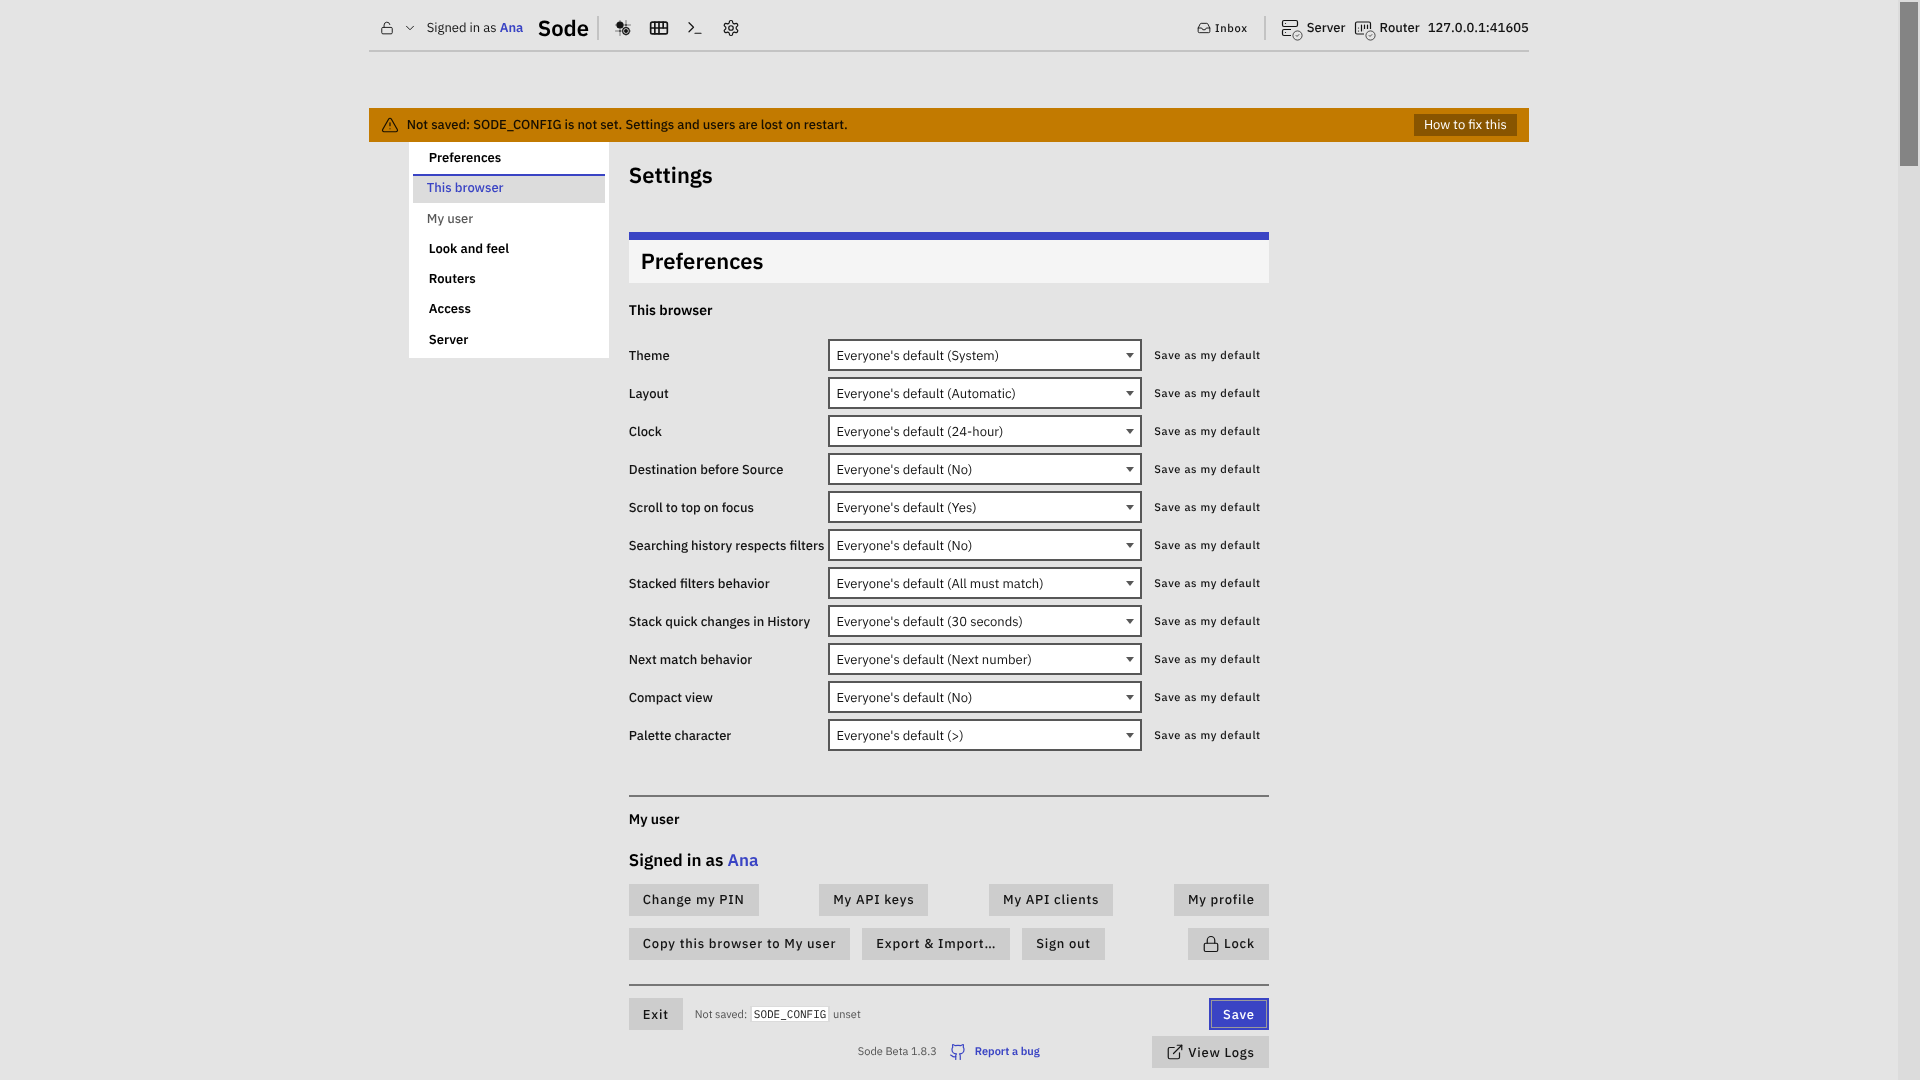 Signed in as Ana
Sode
Inbox
Server
Router 127.0.0.1:41605
Not saved: SODE_CONFIG is not set. Settings and users are lost on restart.
How to fix this
Preferences
This browser
My user
Look and feel
Routers
Access
Server
Settings
Preferences
This browser
Theme Everyone's default (System) Save as my default
Layout Everyone's default (Automatic) Save as my default
Clock Everyone's default (24-hour) Save as my default
Destination before Source Everyone's default (No) Save as my default
Scroll to top on focus Everyone's default (Yes) Save as my default
Searching history respects filters Everyone's default (No) Save as my default
Stacked filters behavior Everyone's default (All must match) Save as my default
Stack quick changes in History Everyone's default (30 seconds) Save as my default
Next match behavior Everyone's default (Next number) Save as my default
Compact view Everyone's default (No) Save as my default
Palette character Everyone's default (>) Save as my default
My user
Signed in as Ana
Change my PIN My API keys My API clients My profile
Copy this browser to My user Export & Import... Sign out Lock
Exit Not saved: SODE_CONFIG unset Save
Sode Beta 1.8.3 Report a bug View Logs